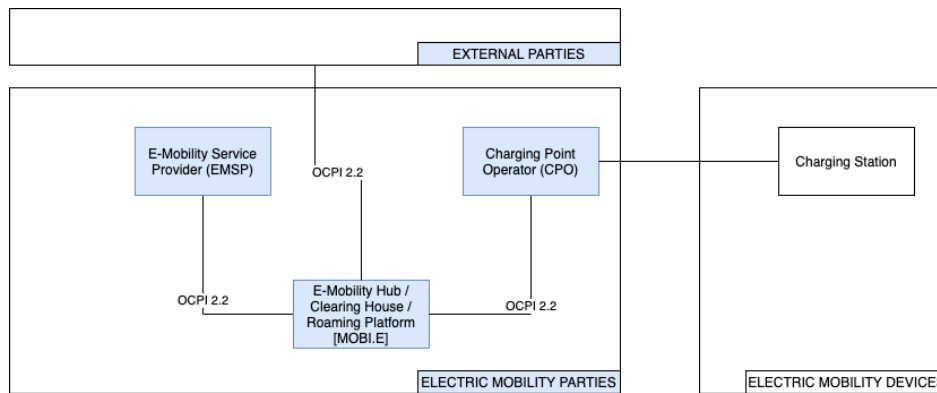 EXTERNAL PARTIES
E-Mobility Service
Provider (EMSP)
Charging Point
Operator (CPO)
Charging Station
OCPI 2.2
OCPI 2.2
OCPI 2.2
E-Mobility Hub /
Clearing House /
Roaming Platform
[MOBI.E]
ELECTRIC MOBILITY PARTIES
ELECTRIC MOBILITY DEVICES